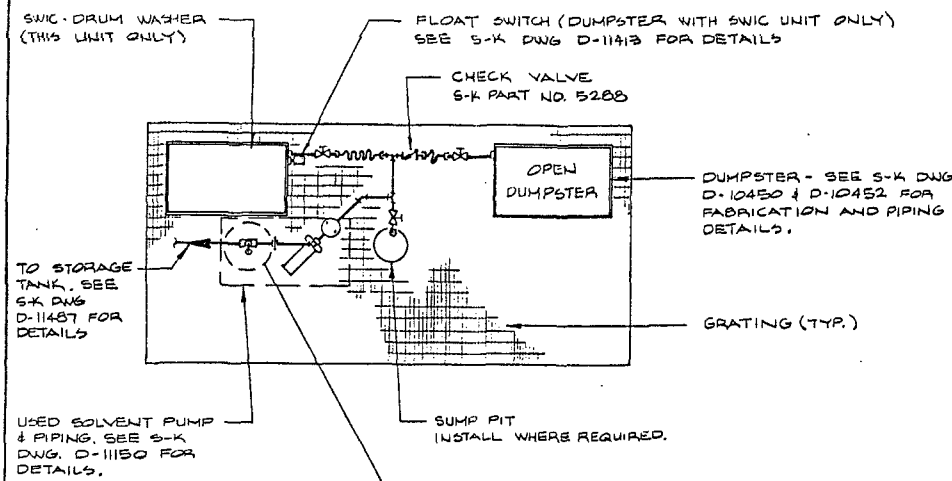 SWIC-DRUM WASHER
(THIS UNIT ONLY)
FLOAT SWITCH (DUMPSTER WITH SWIC UNIT ONLY)
SEE S-K DWG D-11413 FOR DETAILS
CHECK VALVE
S-K PART NO. 5288
OPEN
DUMPSTER
DUMPSTER - SEE S-K DWG
D-10450 & D-10452 FOR
FABRICATION AND PIPING
DETAILS.
TO STORAGE
TANK. SEE
S-K DWG
D-11487 FOR
DETAILS
GRATING (TYP.)
USED SOLVENT PUMP
& PIPING. SEE S-K
DWG. D-11150 FOR
DETAILS.
SUMP PIT
INSTALL WHERE REQUIRED.